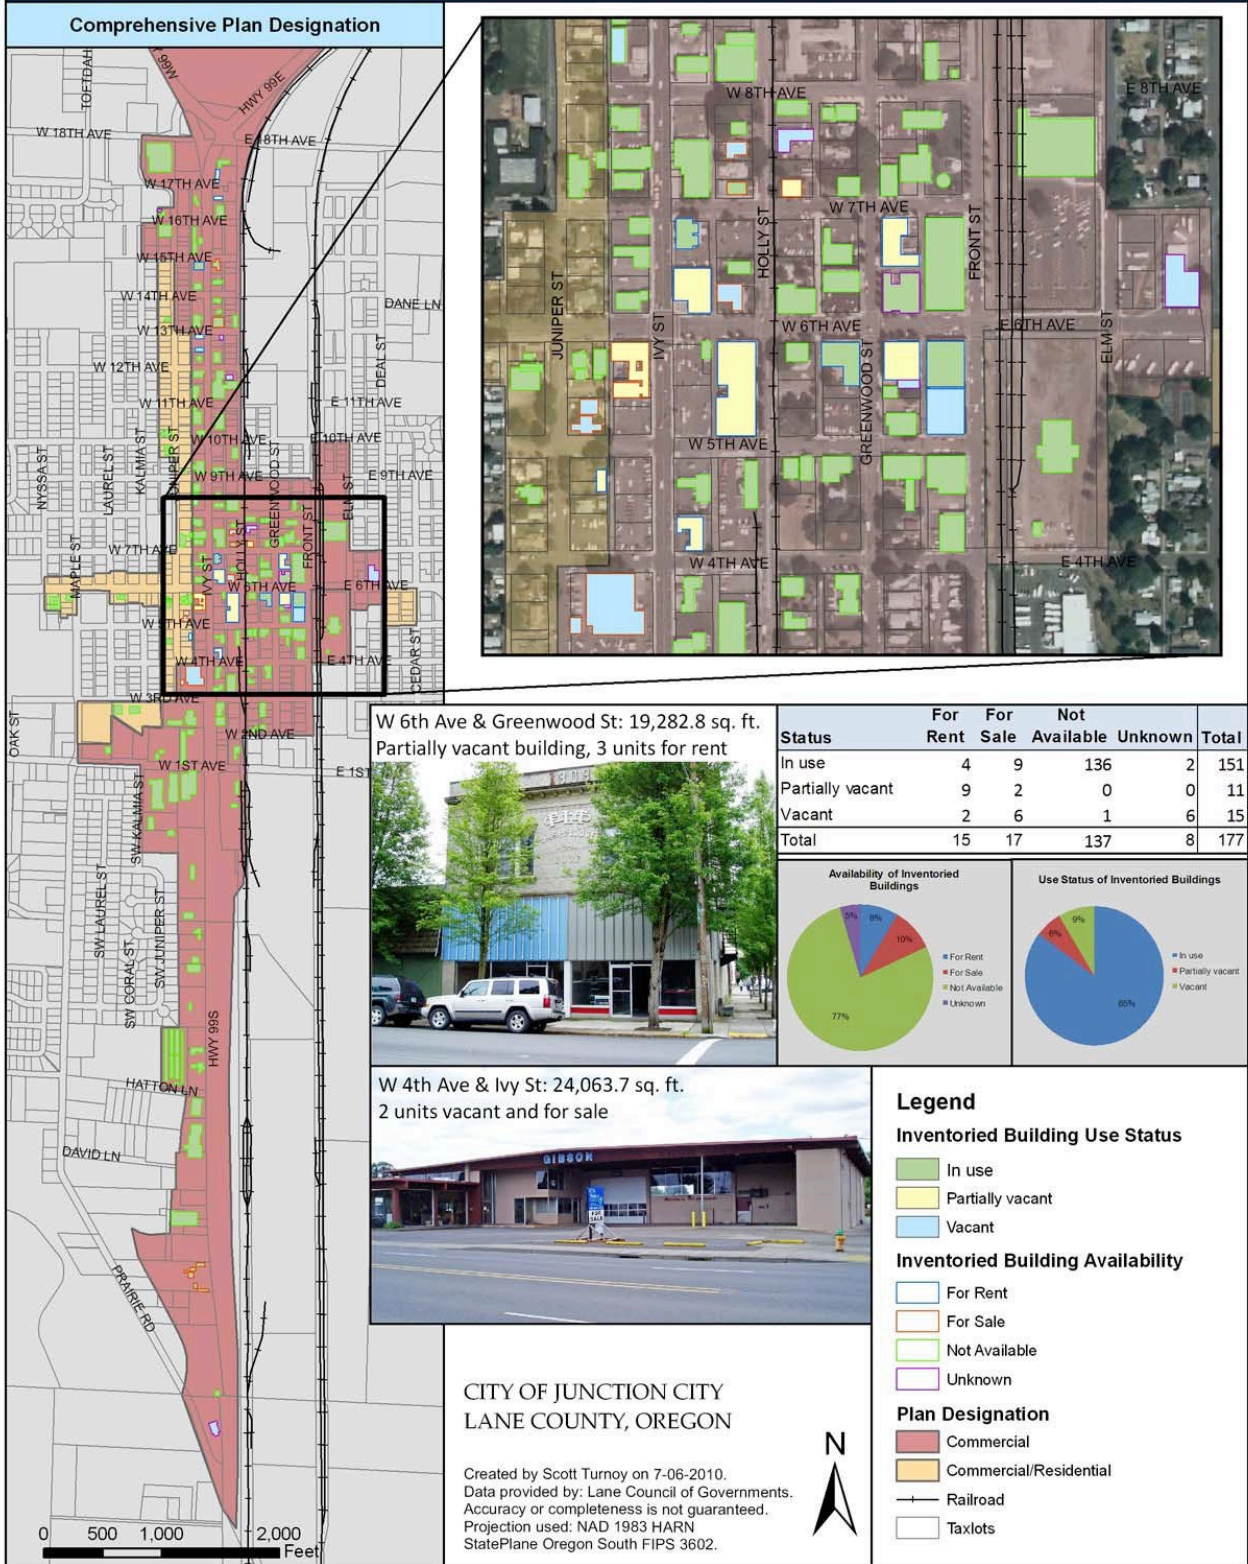 Comprehensive Plan Designation
99W
TOFTDAH
HWY 99E
W 18TH AVE
E 18TH AVE
W 17TH AVE
W 16TH AVE
W 15TH AVE
W 14TH AVE
DANE LN
W 13TH AVE
DEAL ST
W 12TH AVE
W 11TH AVE
E 11TH AVE
W 10TH AVE
E 10TH AVE
NYSSA ST
LAUREL ST
KALMIA ST
JUNIPER ST
GREENWOOD ST
W 9TH AVE
ELM ST
E 9TH AVE
MAPLE ST
W 7TH AVE
IVY ST
HOLLY ST
FRONT ST
W 6TH AVE
E 6TH AVE
W 5TH AVE
W 4TH AVE
E 4TH AVE
CEDAR ST
W 3RD AVE
OAK ST
W 2ND AVE
W 1ST AVE
E 1ST
SW KALMIA ST
SW LAUREL ST
SW CORAL ST
SW JUNIPER ST
HWY 99S
HATTON LN
DAVID LN
PRAIRIE RD
0 500 1,000 2,000
Feet
W 8TH AVE
E 8TH AVE
W 7TH AVE
JUNIPER ST
IVY ST
HOLLY ST
GREENWOOD ST
FRONT ST
ELM ST
W 6TH AVE
E 6TH AVE
W 5TH AVE
W 4TH AVE
E 4TH AVE
W 6th Ave & Greenwood St: 19,282.8 sq. ft.
Partially vacant building, 3 units for rent
Status For Rent For Sale Not Available Unknown Total
In use 4 9 136 2 151
Partially vacant 9 2 0 0 11
Vacant 2 6 1 6 15
Total 15 17 137 8 177
Availability of Inventoried
Buildings
5%
8%
10%
77%
For Rent
For Sale
Not Available
Unknown
Use Status of Inventoried Buildings
9%
6%
85%
In use
Partially vacant
Vacant
W 4th Ave & Ivy St: 24,063.7 sq. ft.
2 units vacant and for sale
GIBSON
FOR
SALE
Legend
Inventoried Building Use Status
In use
Partially vacant
Vacant
Inventoried Building Availability
For Rent
For Sale
Not Available
Unknown
Plan Designation
Commercial
Commercial/Residential
Railroad
Taxlots
CITY OF JUNCTION CITY
LANE COUNTY, OREGON
N
Created by Scott Turnoy on 7-06-2010.
Data provided by: Lane Council of Governments.
Accuracy or completeness is not guaranteed.
Projection used: NAD 1983 HARN
StatePlane Oregon South FIPS 3602.